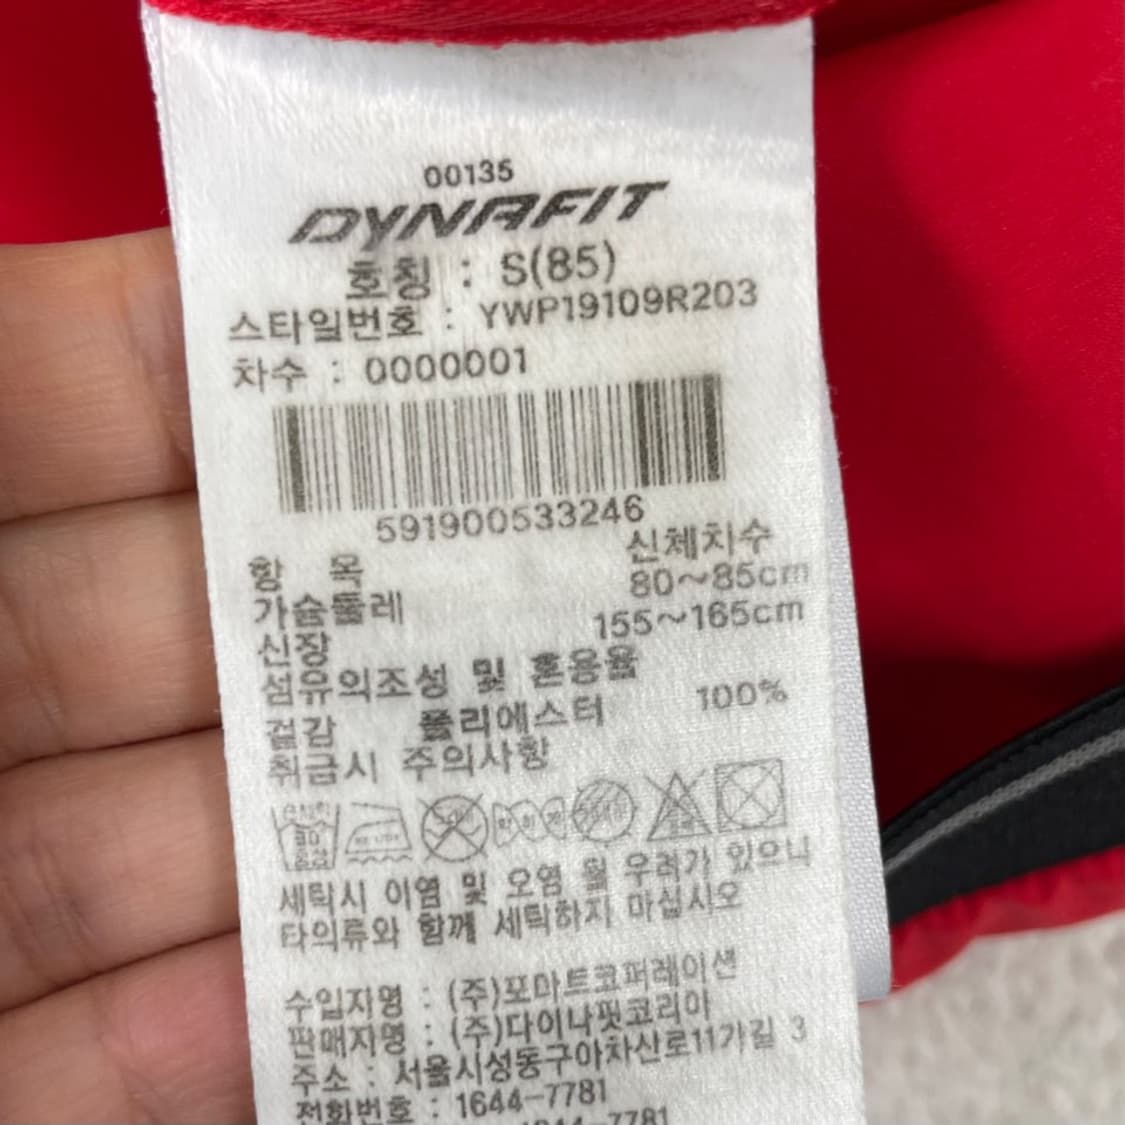 00135
DYNAFIT
호칭 : S(85)
스타일번호 : YWP19109R203
차수 : 0000001
591900533246
항 목 신체치수
가슴둘레 80~85cm
신장 155~165cm
섬유의조성 및 혼용율
겉감 폴리에스터 100%
취급시 주의사항
30
중성
세탁시 이염 및 오염 될 우려가 있으니
타의류와 함께 세탁하지 마십시오
수입자명 : (주)포마트코퍼레이션
판매자명 : (주)다이나핏코리아
주소 : 서울시성동구아차산로11가길 3
전화번호 : 1644-7781
1644-7781